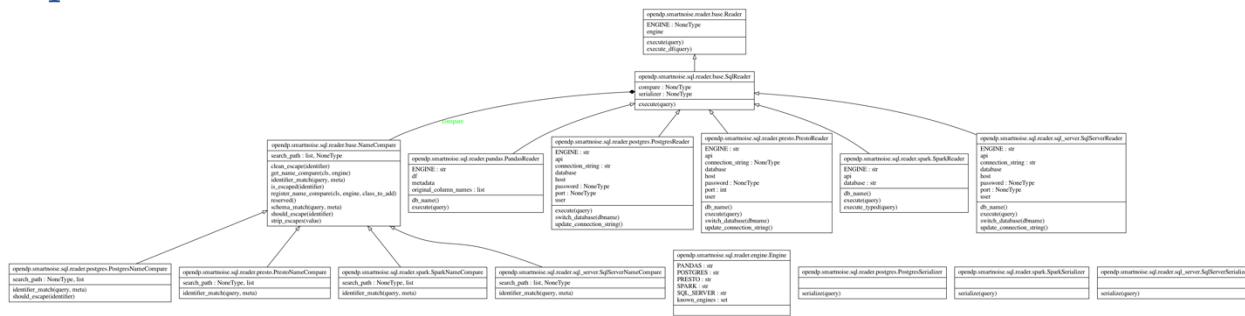 opendp.smartnoise.reader.base.Reader
ENGINE : NoneType
engine
execute(query)
execute_df(query)
opendp.smartnoise.sql.reader.base.SqlReader
compare : NoneType
serializer : NoneType
execute(query)
compare
opendp.smartnoise.sql.reader.base.NameCompare
search_path : list, NoneType
clean_escape(identifier)
get_name_compare(cls, engine)
identifier_match(query, meta)
is_escaped(identifier)
register_name_compare(cls, engine, class_to_add)
reserved()
schema_match(query, meta)
should_escape(identifier)
strip_escapes(value)
opendp.smartnoise.sql.reader.pandas.PandasReader
ENGINE : str
df
metadata
original_column_names : list
db_name()
execute(query)
opendp.smartnoise.sql.reader.postgres.PostgresReader
ENGINE : str
api
connection_string : str
database
host
password : NoneType
port : NoneType
user
execute(query)
switch_database(dbname)
update_connection_string()
opendp.smartnoise.sql.reader.presto.PrestoReader
ENGINE : str
api
connection_string : NoneType
database
host
password : NoneType
port : int
user
db_name()
execute(query)
switch_database(dbname)
update_connection_string()
opendp.smartnoise.sql.reader.spark.SparkReader
ENGINE : str
api
database : str
db_name()
execute(query)
execute_typed(query)
opendp.smartnoise.sql.reader.sql_server.SqlServerReader
ENGINE : str
api
connection_string : str
database
host
password : NoneType
port : NoneType
user
db_name()
execute(query)
switch_database(dbname)
update_connection_string()
opendp.smartnoise.sql.reader.postgres.PostgresNameCompare
search_path : NoneType, list
identifier_match(query, meta)
should_escape(identifier)
opendp.smartnoise.sql.reader.presto.PrestoNameCompare
search_path : NoneType, list
identifier_match(query, meta)
opendp.smartnoise.sql.reader.spark.SparkNameCompare
search_path : NoneType, list
identifier_match(query, meta)
opendp.smartnoise.sql.reader.sql_server.SqlServerNameCompare
search_path : list, NoneType
identifier_match(query, meta)
opendp.smartnoise.sql.reader.engine.Engine
PANDAS : str
POSTGRES : str
PRESTO : str
SPARK : str
SQL_SERVER : str
known_engines : set
opendp.smartnoise.sql.reader.postgres.PostgresSerializer
serialize(query)
opendp.smartnoise.sql.reader.spark.SparkSerializer
serialize(query)
opendp.smartnoise.sql.reader.sql_server.SqlServerSerializer
serialize(query)